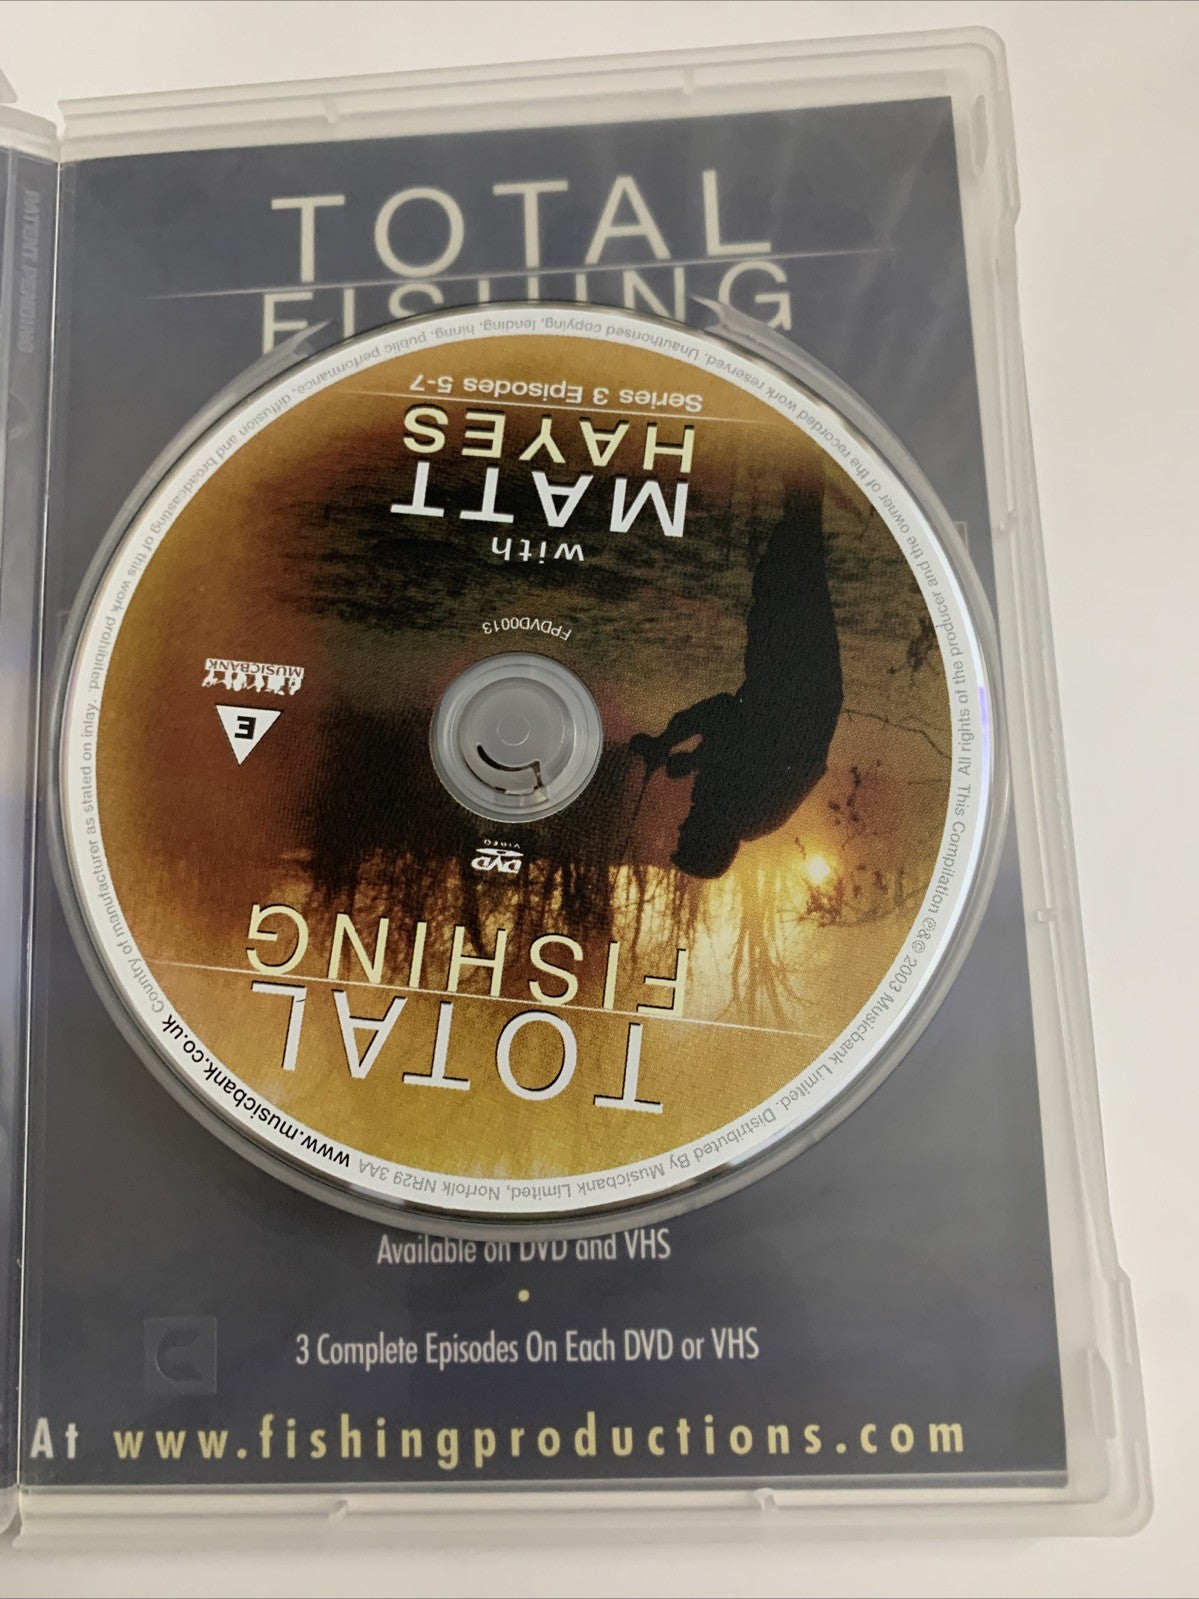 PATENT PENDING
TOTAL
FISHING
TOTAL
FISHING
DVD
VIDEO
E
MUSICBANK
FPDVD0013
with
MATT
HAYES
Series 3 Episodes 5-7
This Compilation ℗&© 2003 Musicbank Limited. Distributed By Musicbank Limited, Norfolk NR29 3AA www.musicbank.co.uk Country of manufacturer as stated on inlay.
All rights of the producer and the owner of the recorded work reserved. Unauthorised copying, lending, hiring, public performance, diffusion and broadcasting of this work prohibited.
Available on DVD and VHS
•
3 Complete Episodes On Each DVD or VHS
At www.fishingproductions.com